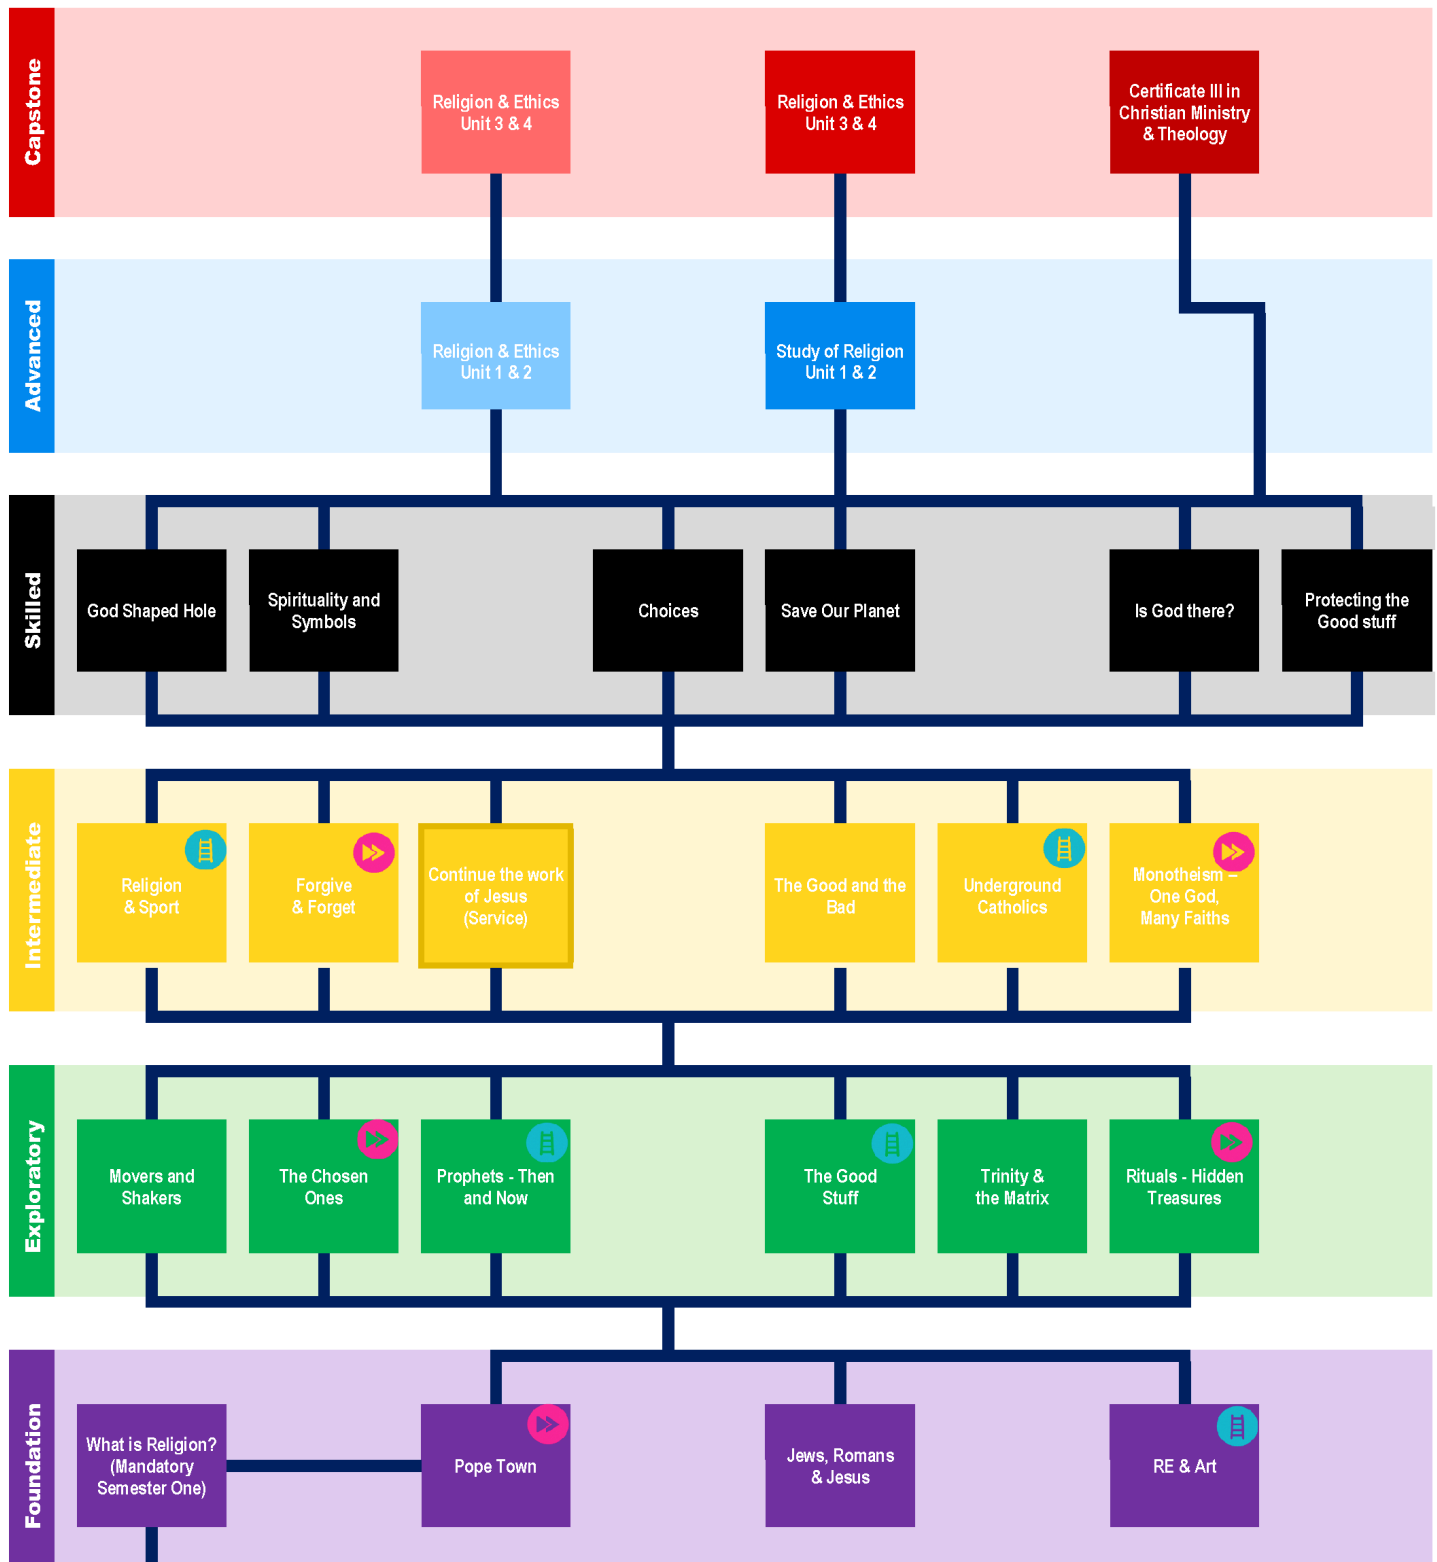 Capstone
Religion & Ethics
Unit 3 & 4
Religion & Ethics
Unit 3 & 4
Certificate III in
Christian Ministry
& Theology
Advanced
Religion & Ethics
Unit 1 & 2
Study of Religion
Unit 1 & 2
Skilled
God Shaped Hole
Spirituality and
Symbols
Choices
Save Our Planet
Is God there?
Protecting the
Good stuff
Intermediate
Religion
& Sport
Forgive
& Forget
Continue the work
of Jesus
(Service)
The Good and the
Bad
Underground
Catholics
Monotheism –
One God,
Many Faiths
Exploratory
Movers and
Shakers
The Chosen
Ones
Prophets - Then
and Now
The Good
Stuff
Trinity &
the Matrix
Rituals - Hidden
Treasures
Foundation
What is Religion?
(Mandatory
Semester One)
Pope Town
Jews, Romans
& Jesus
RE & Art